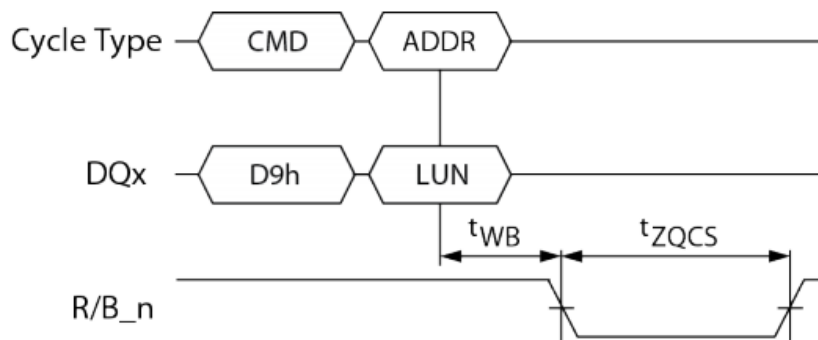 Cycle Type CMD ADDR
DQx D9h LUN
tWB tZQCS
R/B_n